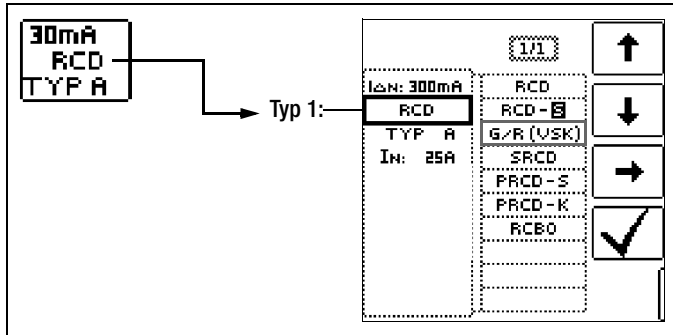 30mA
RCD
TYP A
Typ 1:
1/1
I△N: 300mA
RCD
TYP A
IN: 25A
RCD
RCD - S
G/R (VSK)
SRCD
PRCD - S
PRCD - K
RCBO